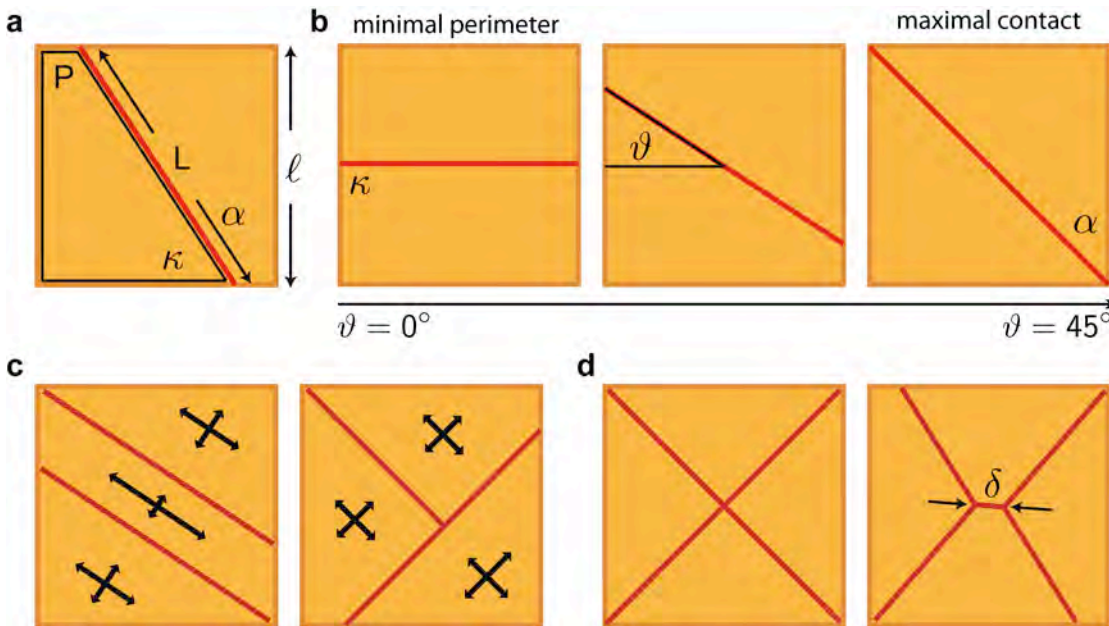 a
P
L
ℓ
α
κ
b
minimal perimeter
maximal contact
κ
ϑ
α
ϑ = 0°
ϑ = 45°
c
d
δ